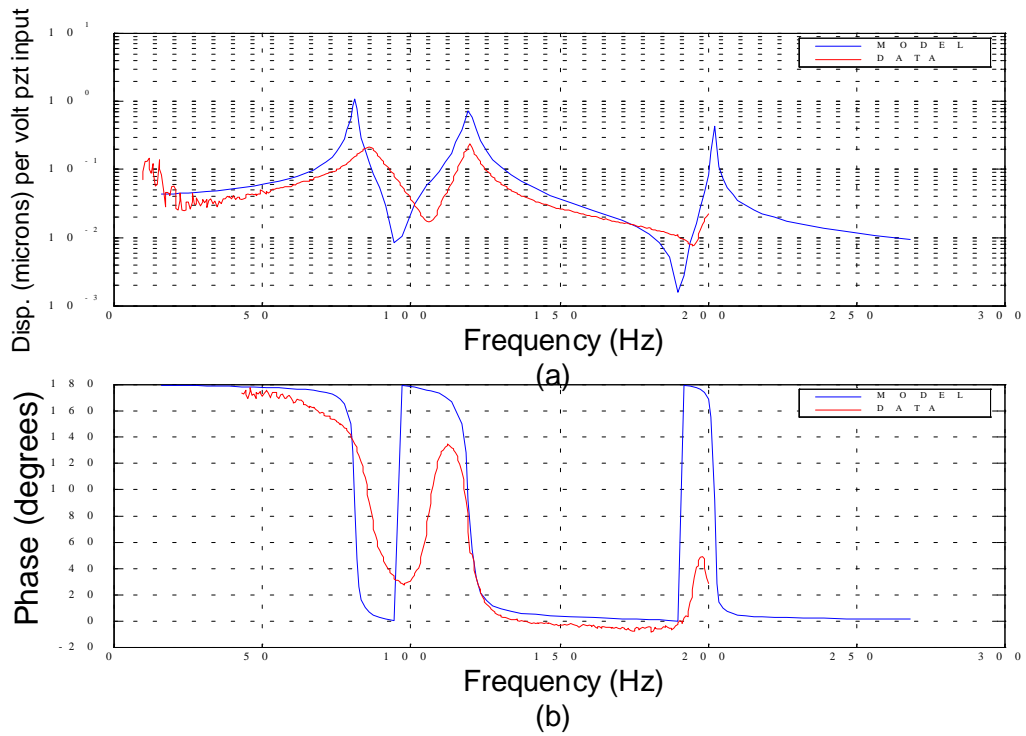 Disp. (microns) per volt pzt input
10^1
10^0
10^-1
10^-2
10^-3
MODEL
DATA
0 50 100 150 200 250 300
Frequency (Hz)
(a)
Phase (degrees)
180
160
140
120
100
80
60
40
20
0
-20
MODEL
DATA
0 50 100 150 200 250 300
Frequency (Hz)
(b)